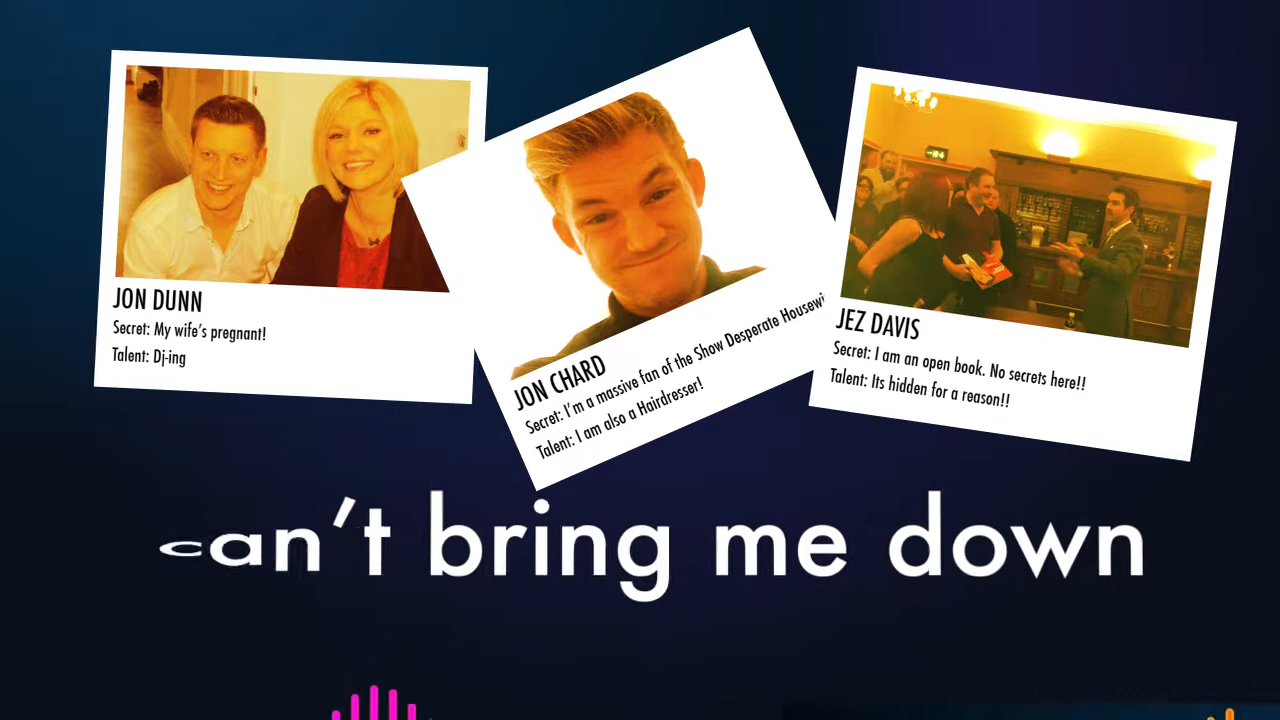 JON DUNN
Secret: My wife's pregnant!
Talent: Dj-ing
JON CHARD
Secret: I'm a massive fan of the Show Desperate
Talent: I am also a Hairdresser!
JEZ DAVIS
Secret: I am an open book. No secrets here!!
Talent: Its hidden for a reason!!
can't bring me down